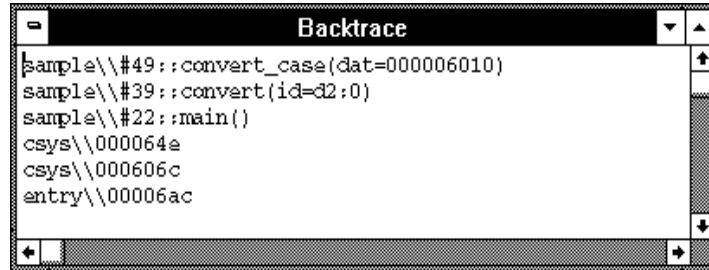 Backtrace
sample\\#49::convert_case(dat=000006010)
sample\\#39::convert(id=d2:0)
sample\\#22::main()
csys\\000064e
csys\\000606c
entry\\00006ac